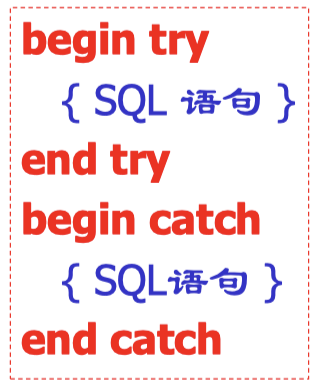 begin try
{ SQL 语句 }
end try
begin catch
{ SQL语句 }
end catch